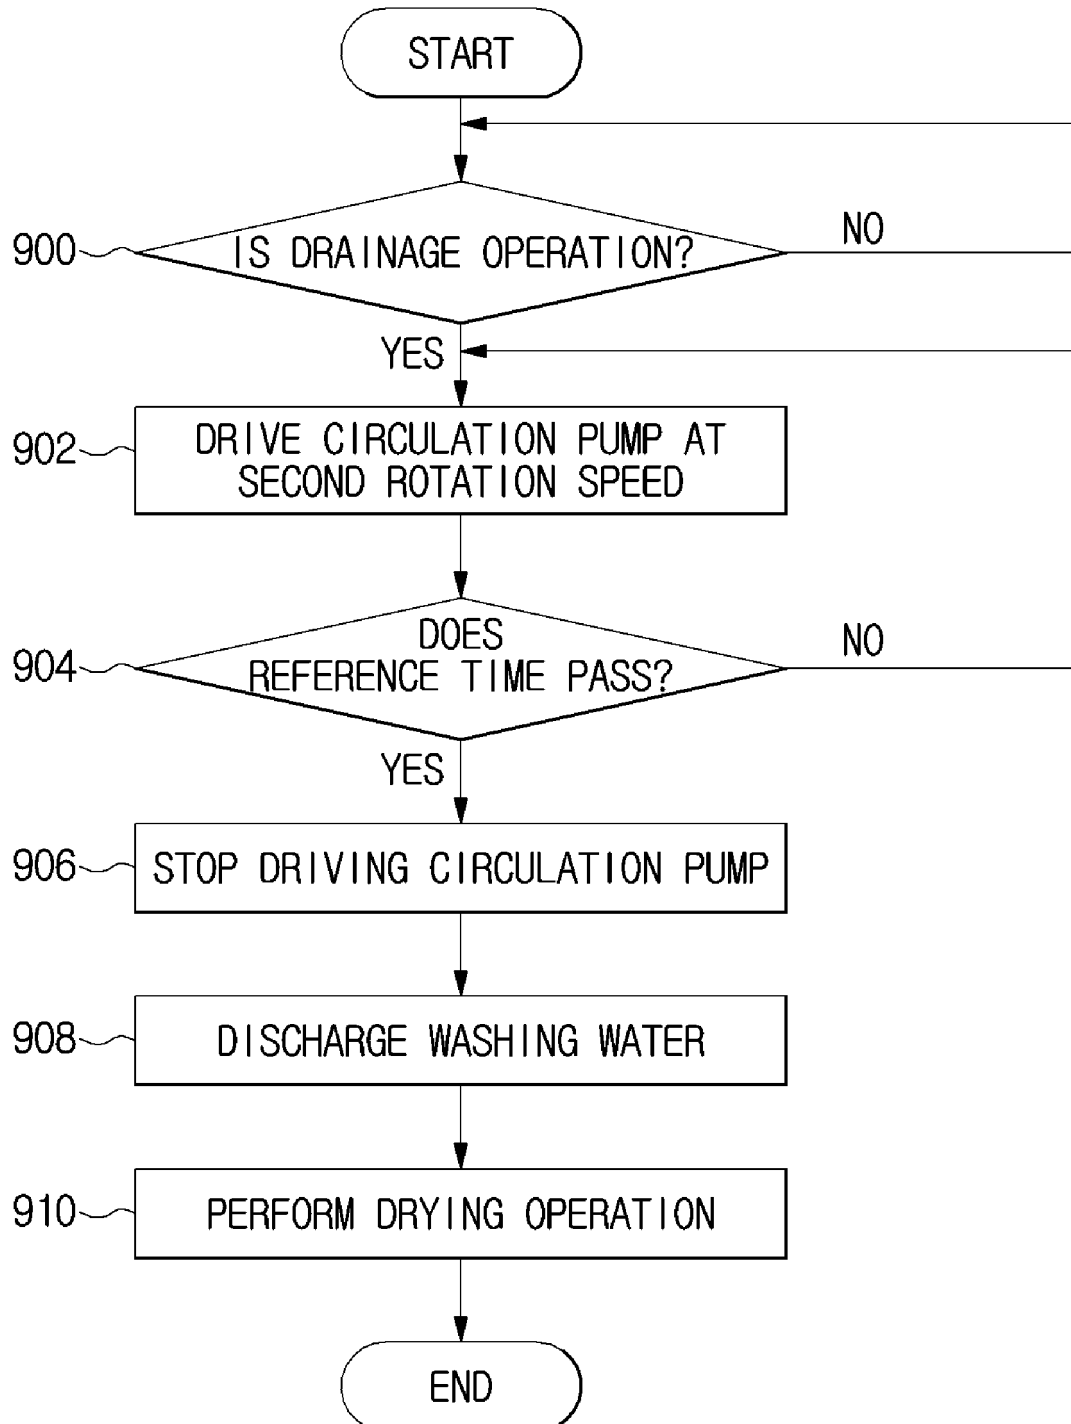 START
900
IS DRAINAGE OPERATION?
NO
YES
902
DRIVE CIRCULATION PUMP AT
SECOND ROTATION SPEED
904
DOES
REFERENCE TIME PASS?
NO
YES
906
STOP DRIVING CIRCULATION PUMP
908
DISCHARGE WASHING WATER
910
PERFORM DRYING OPERATION
END